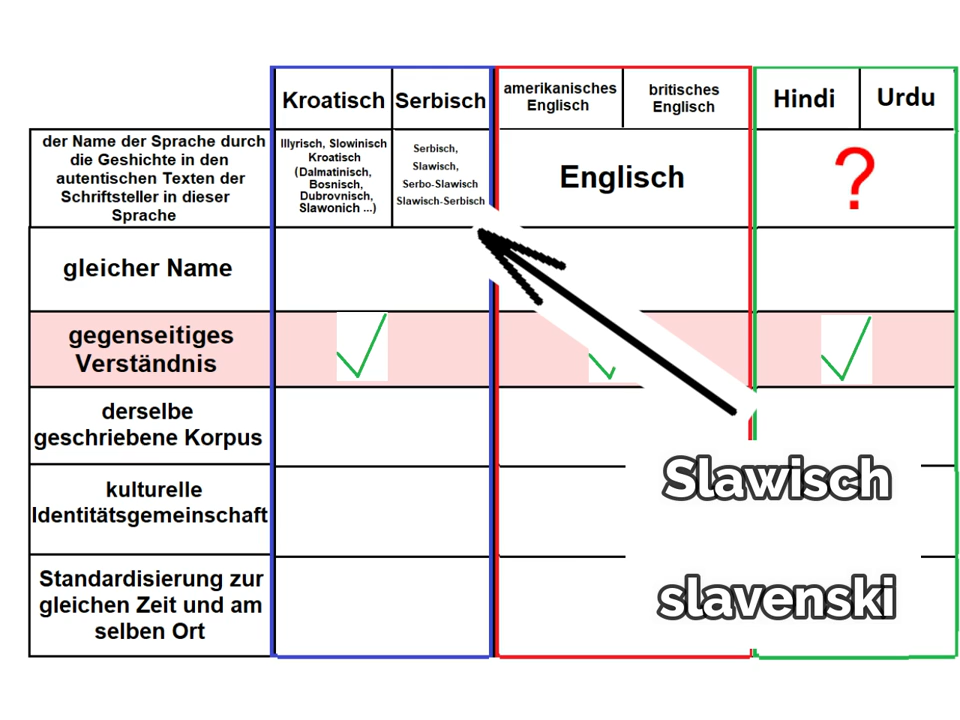 Kroatisch
Serbisch
amerikanisches
Englisch
britisches
Englisch
Hindi
Urdu
der Name der Sprache durch
die Geshichte in den
autentischen Texten der
Schriftsteller in dieser
Sprache
Illyrisch, Slowinisch
Kroatisch
(Dalmatinisch,
Bosnisch,
Dubrovnisch,
Slawonich ...)
Serbisch,
Slawisch,
Serbo-Slawisch
Slawisch-Serbisch
Englisch
?
gleicher Name
gegenseitiges
Verständnis
derselbe
geschriebene Korpus
kulturelle
Identitätsgemeinschaft
Standardisierung zur
gleichen Zeit und am
selben Ort
Slawisch
slavenski